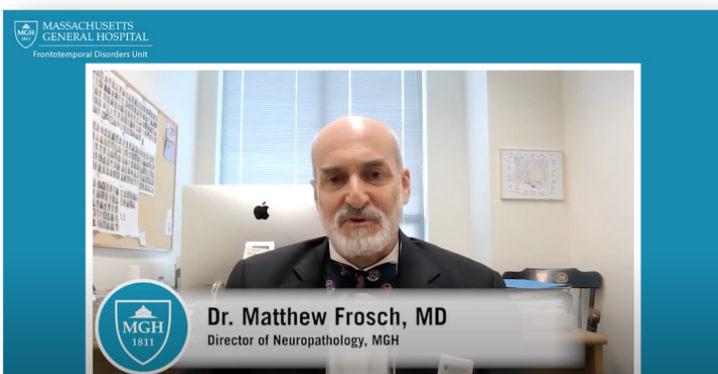 MASSACHUSETTS
GENERAL HOSPITAL
MGH
1811
Frontotemporal Disorders Unit
MGH
1811
Dr. Matthew Frosch, MD
Director of Neuropathology, MGH